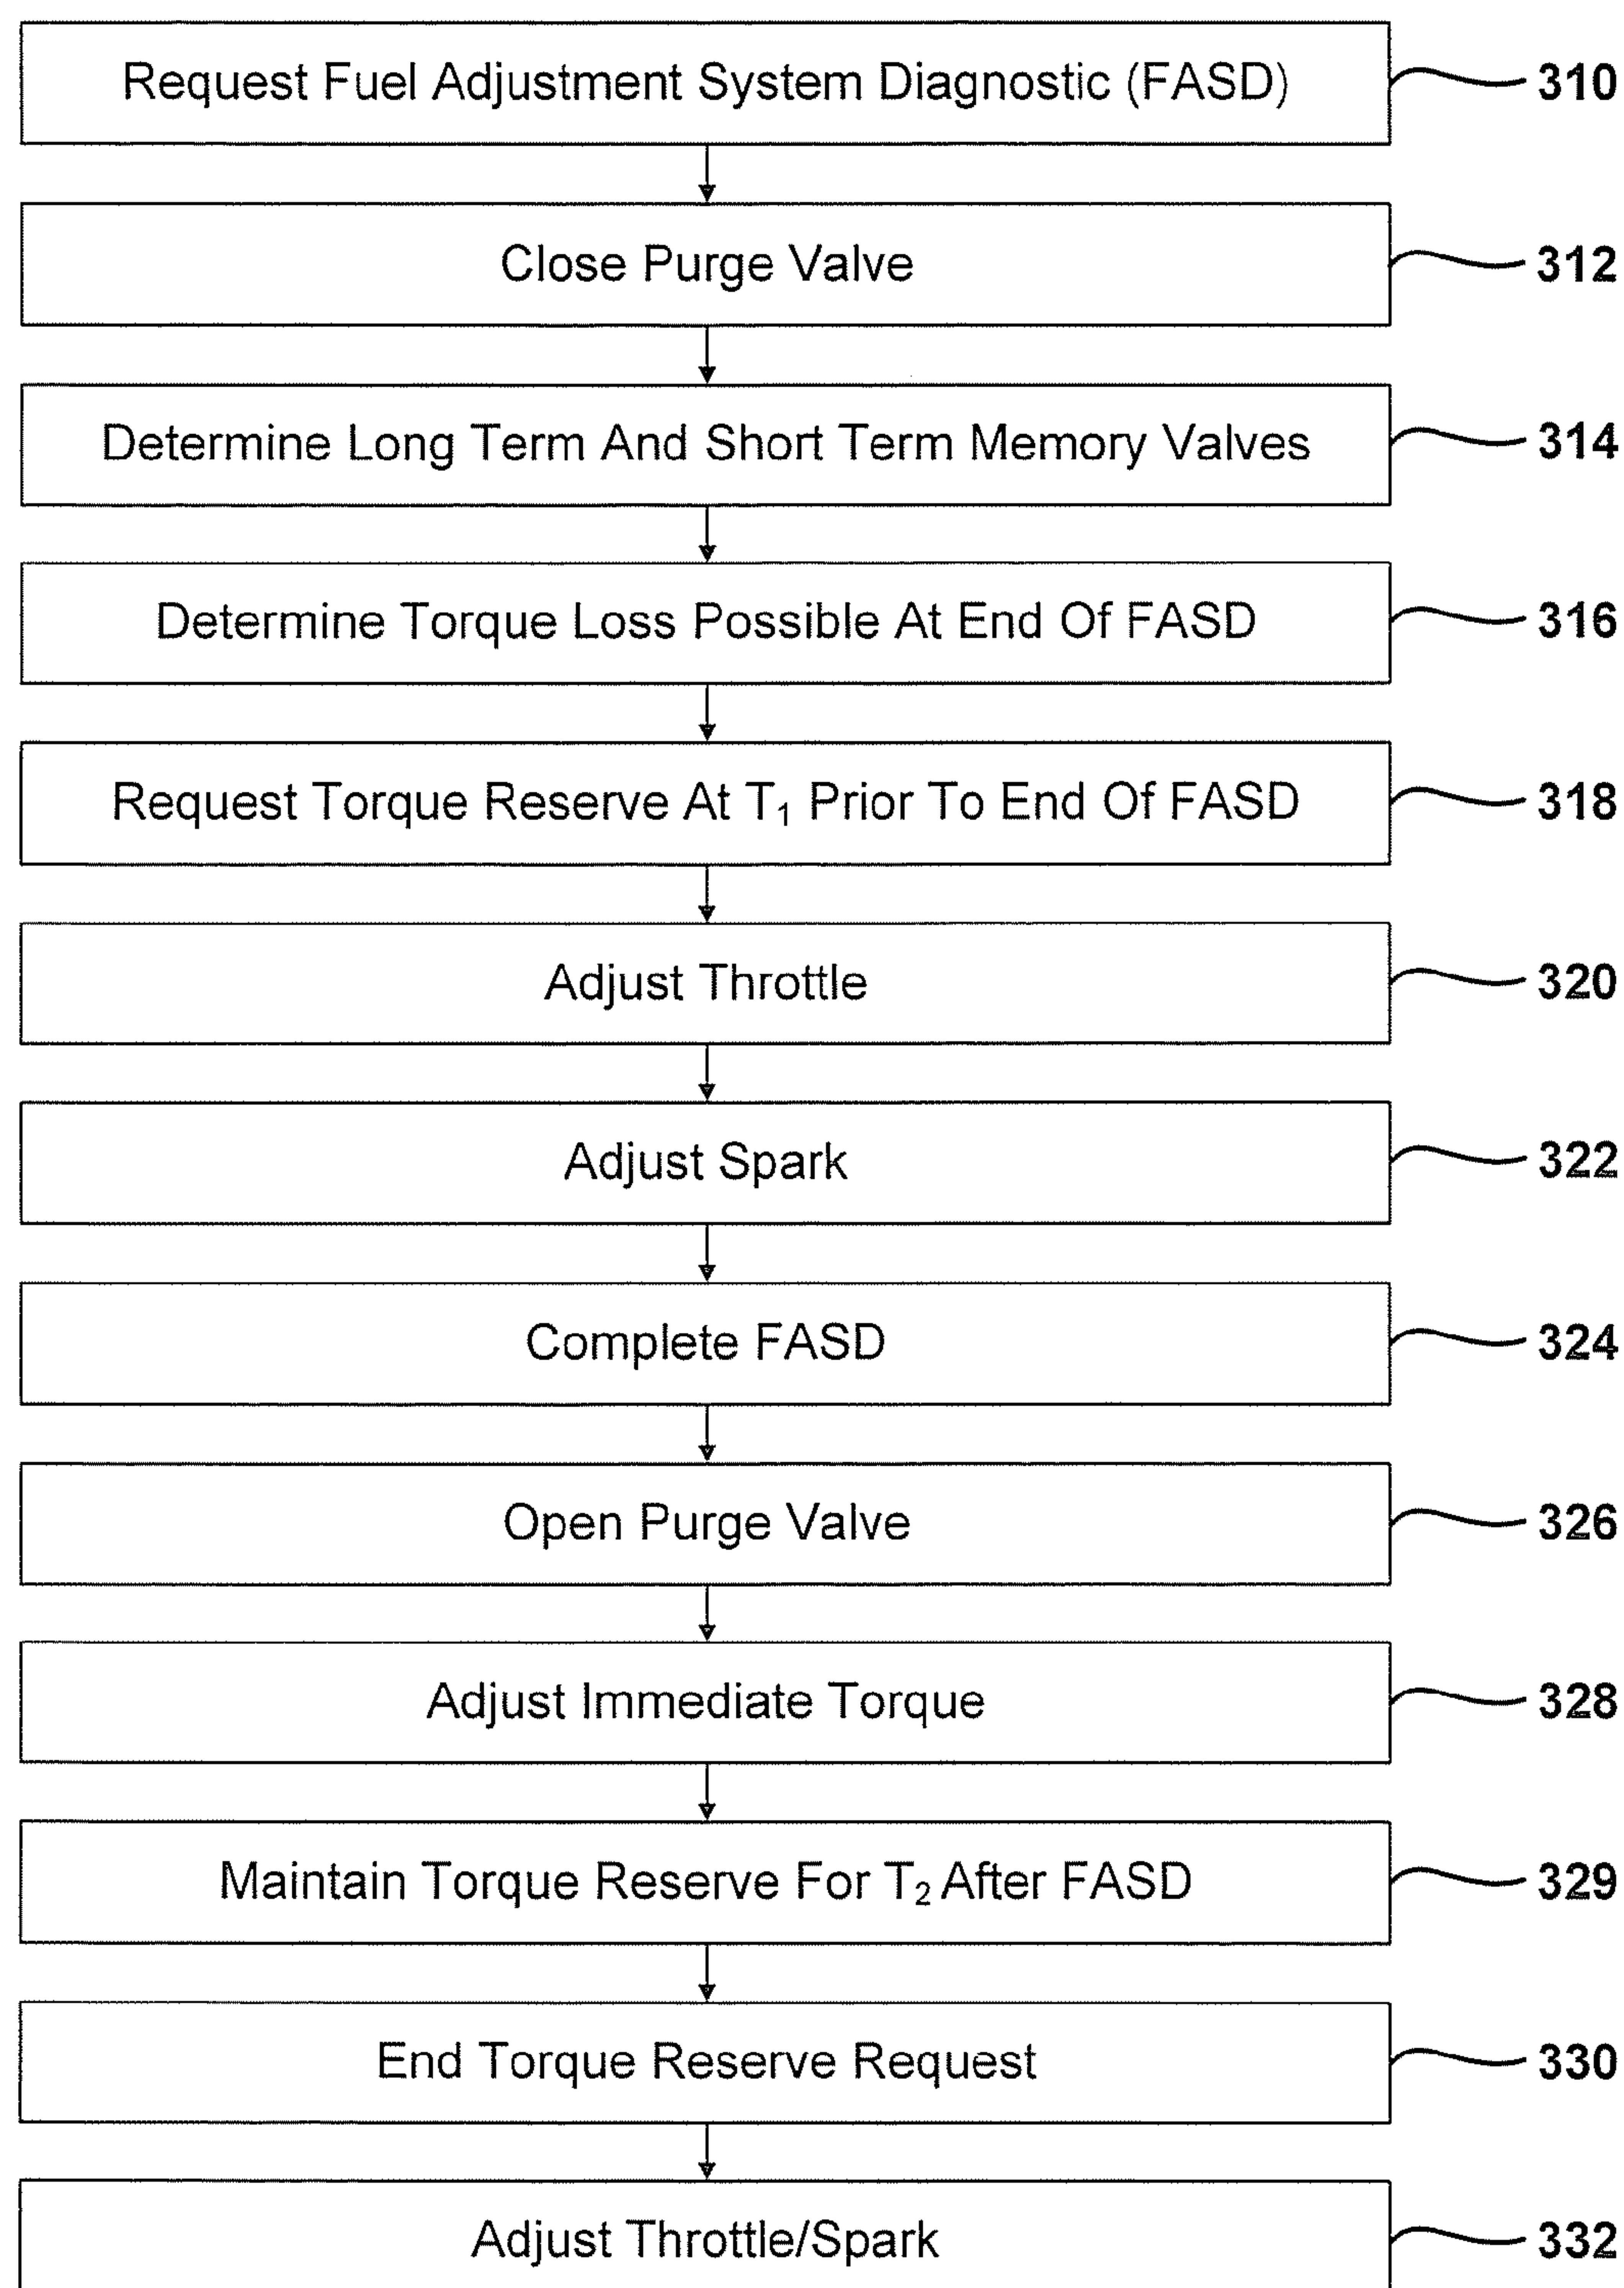 Request Fuel Adjustment System Diagnostic (FASD) 310
Close Purge Valve 312
Determine Long Term And Short Term Memory Valves 314
Determine Torque Loss Possible At End Of FASD 316
Request Torque Reserve At T₁ Prior To End Of FASD 318
Adjust Throttle 320
Adjust Spark 322
Complete FASD 324
Open Purge Valve 326
Adjust Immediate Torque 328
Maintain Torque Reserve For T₂ After FASD 329
End Torque Reserve Request 330
Adjust Throttle/Spark 332